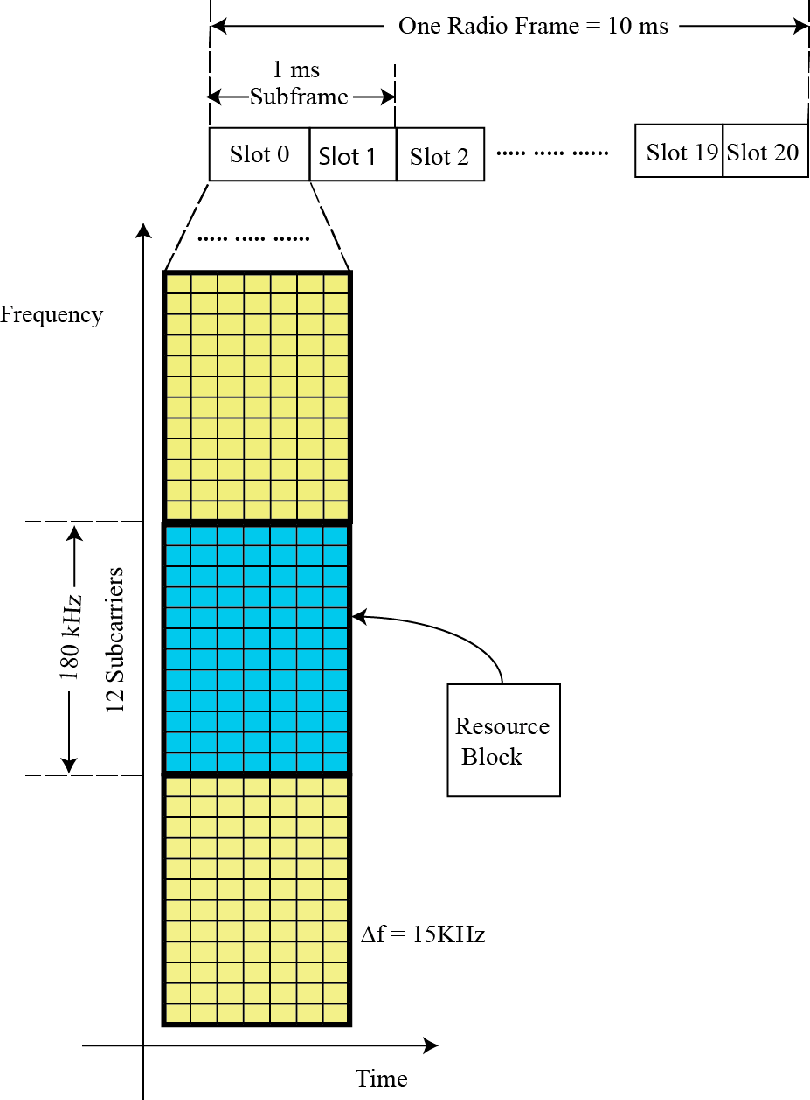 One Radio Frame = 10 ms
1 ms
Subframe
Slot 0
Slot 1
Slot 2
Slot 19
Slot 20
Frequency
180 kHz
12 Subcarriers
Resource
Block
Δf = 15KHz
Time